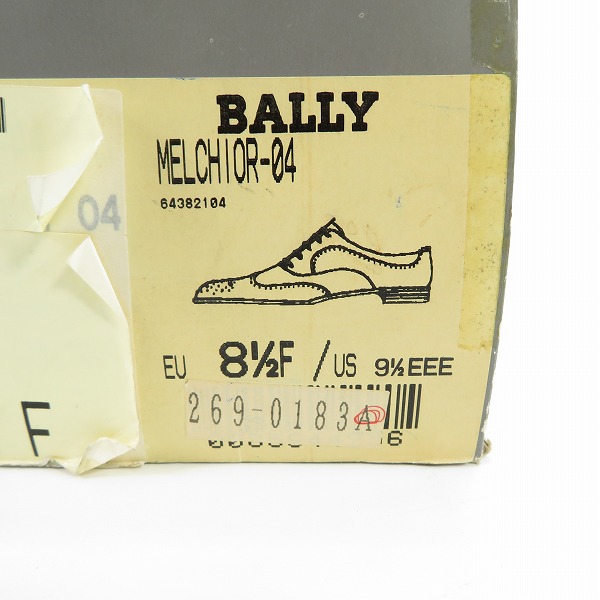 BALLY
MELCHIOR-04
64382104
04
EU 8½F / US 9½EEE
269-0183A
F